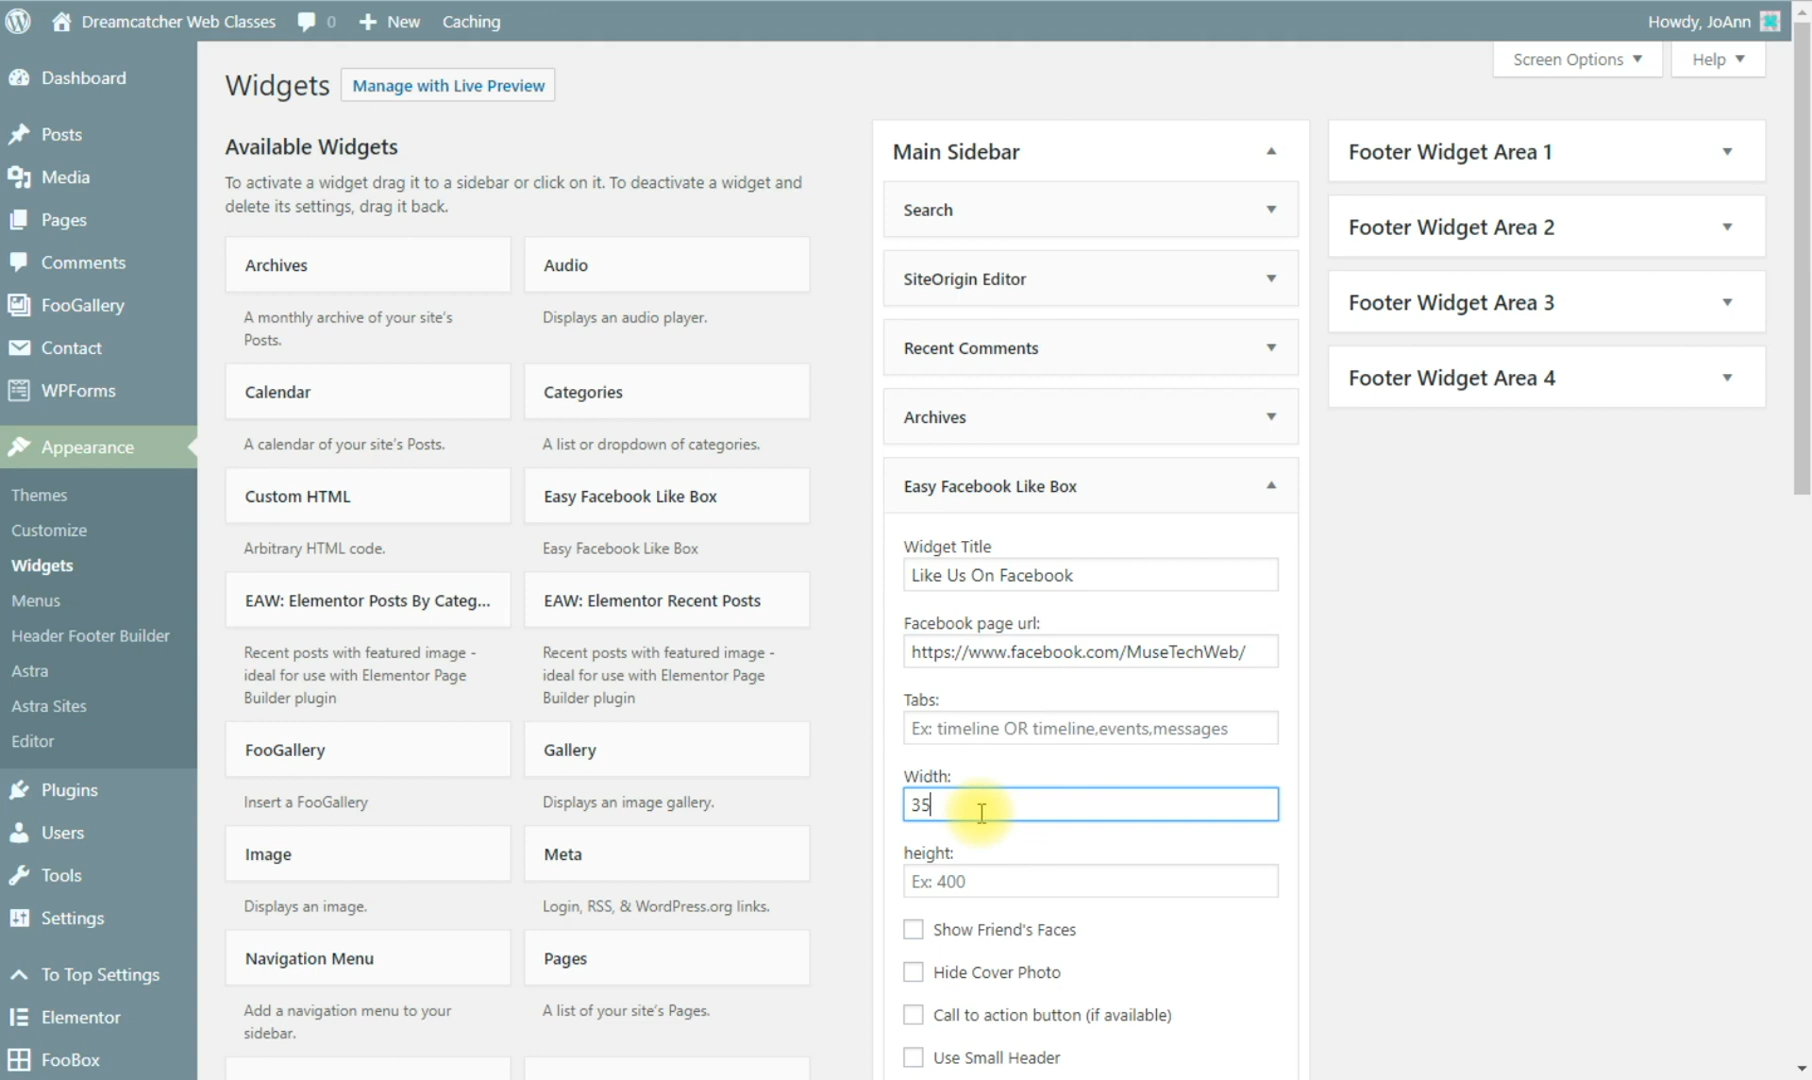 Dreamcatcher Web Classes
0
New
Caching
Howdy, JoAnn
Screen Options
Help
Dashboard
Posts
Media
Pages
Comments
FooGallery
Contact
WPForms
Appearance
Themes
Customize
Widgets
Menus
Header Footer Builder
Astra
Astra Sites
Editor
Plugins
Users
Tools
Settings
To Top Settings
Elementor
FooBox
Widgets
Manage with Live Preview
Available Widgets
To activate a widget drag it to a sidebar or click on it. To deactivate a widget and
delete its settings, drag it back.
Archives
A monthly archive of your site's
Posts.
Audio
Displays an audio player.
Calendar
A calendar of your site's Posts.
Categories
A list or dropdown of categories.
Custom HTML
Arbitrary HTML code.
Easy Facebook Like Box
Easy Facebook Like Box
EAW: Elementor Posts By Categ...
Recent posts with featured image -
ideal for use with Elementor Page
Builder plugin
EAW: Elementor Recent Posts
Recent posts with featured image -
ideal for use with Elementor Page
Builder plugin
FooGallery
Insert a FooGallery
Gallery
Displays an image gallery.
Image
Displays an image.
Meta
Login, RSS, & WordPress.org links.
Navigation Menu
Add a navigation menu to your
sidebar.
Pages
A list of your site's Pages.
Main Sidebar
Search
SiteOrigin Editor
Recent Comments
Archives
Easy Facebook Like Box
Widget Title
Like Us On Facebook
Facebook page url:
https://www.facebook.com/MuseTechWeb/
Tabs:
Ex: timeline OR timeline,events,messages
Width:
35
height:
Ex: 400
Show Friend's Faces
Hide Cover Photo
Call to action button (if available)
Use Small Header
Footer Widget Area 1
Footer Widget Area 2
Footer Widget Area 3
Footer Widget Area 4